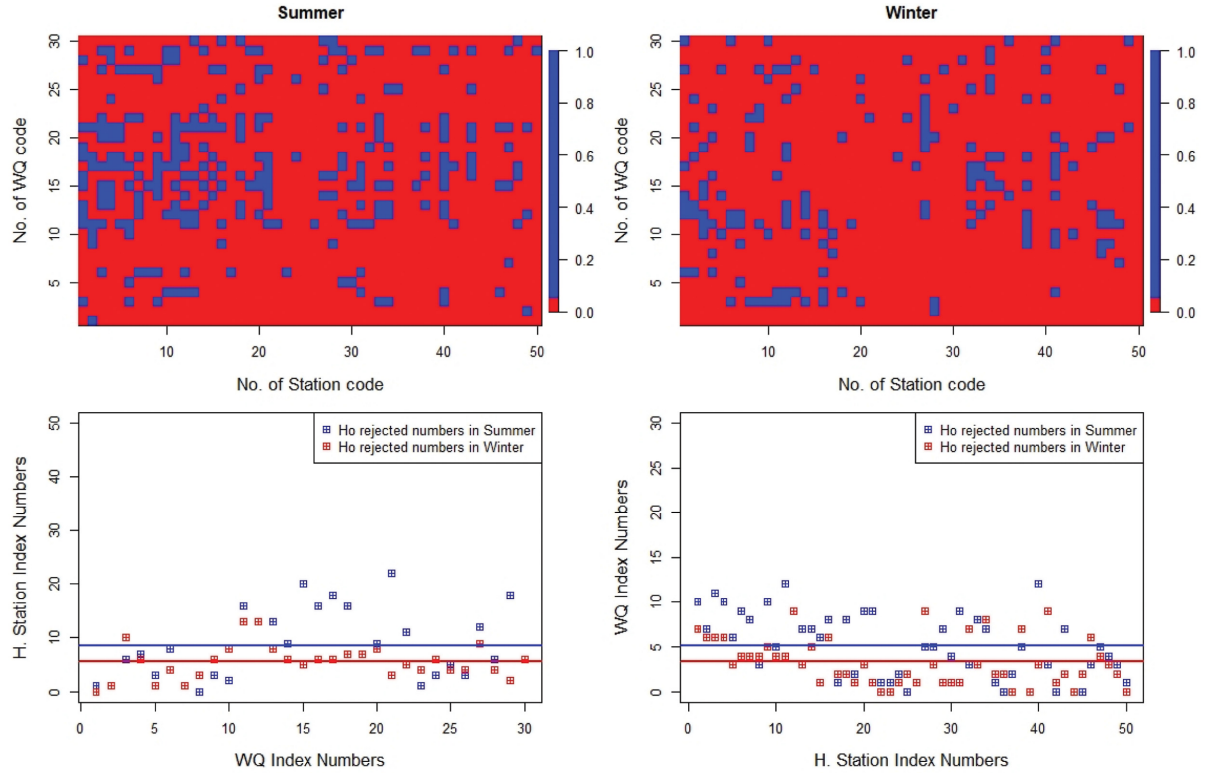 Summer
Winter
No. of WQ code
30
25
20
15
10
5
10 20 30 40 50
No. of Station code
1.0
0.8
0.6
0.4
0.2
0.0
No. of WQ code
30
25
20
15
10
5
10 20 30 40 50
No. of Station code
1.0
0.8
0.6
0.4
0.2
0.0
H. Station Index Numbers
50
40
30
20
10
0
0 5 10 15 20 25 30
WQ Index Numbers
Ho rejected numbers in Summer
Ho rejected numbers in Winter
WQ Index Numbers
30
25
20
15
10
5
0
0 10 20 30 40 50
H. Station Index Numbers
Ho rejected numbers in Summer
Ho rejected numbers in Winter